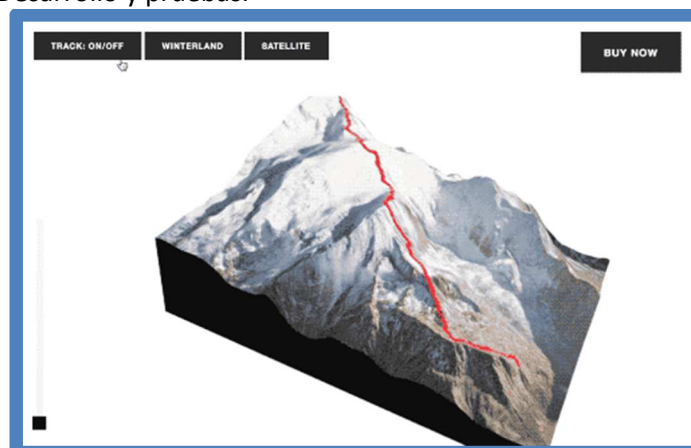 Desarrollo y pruebas.
TRACK: ON/OFF WINTERLAND SATELLITE
BUY NOW